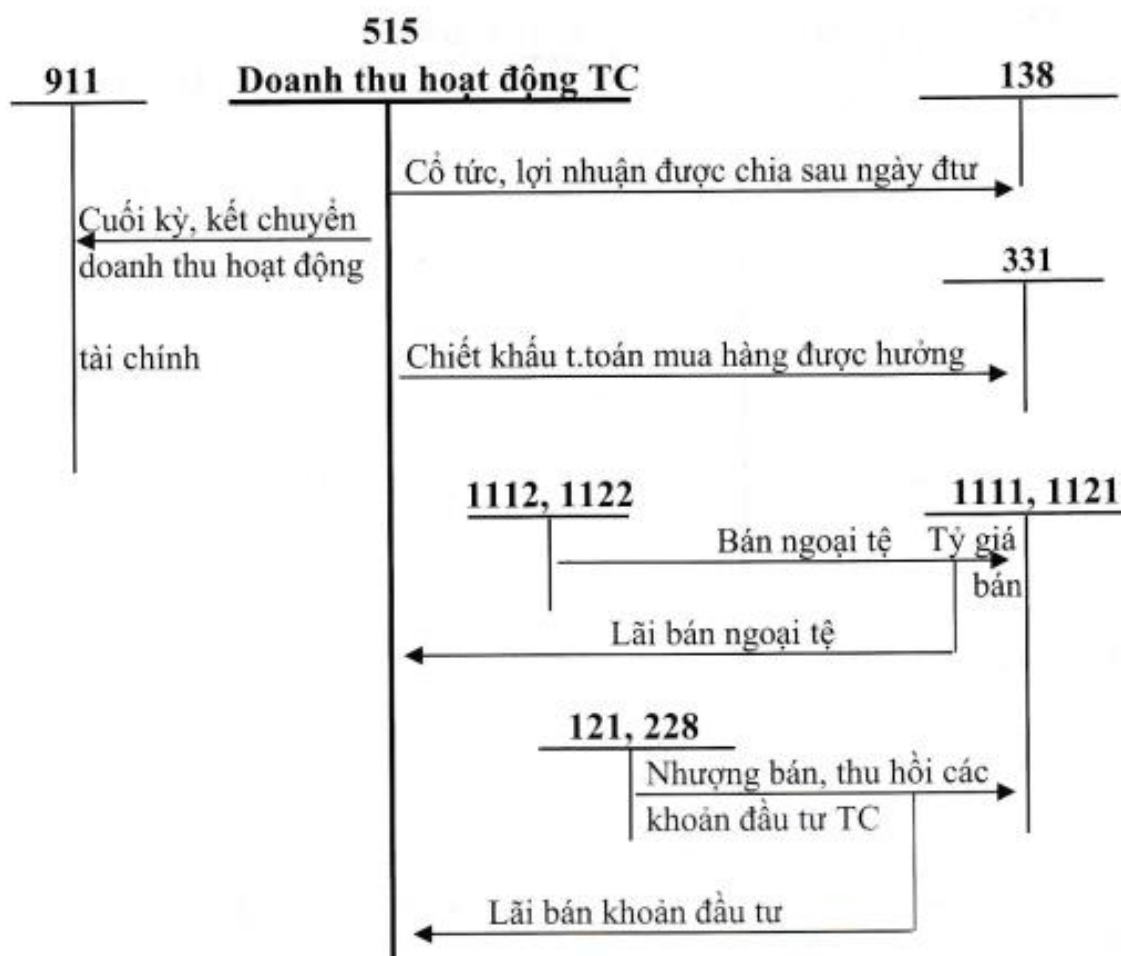 515
911
Doanh thu hoạt động TC
138
Cổ tức, lợi nhuận được chia sau ngày đtư
Cuối kỳ, kết chuyển
doanh thu hoạt động
tài chính
331
Chiết khấu t.toán mua hàng được hưởng
1112, 1122
1111, 1121
Bán ngoại tệ
Tỷ giá
bán
Lãi bán ngoại tệ
121, 228
Nhượng bán, thu hồi các
khoản đầu tư TC
Lãi bán khoản đầu tư